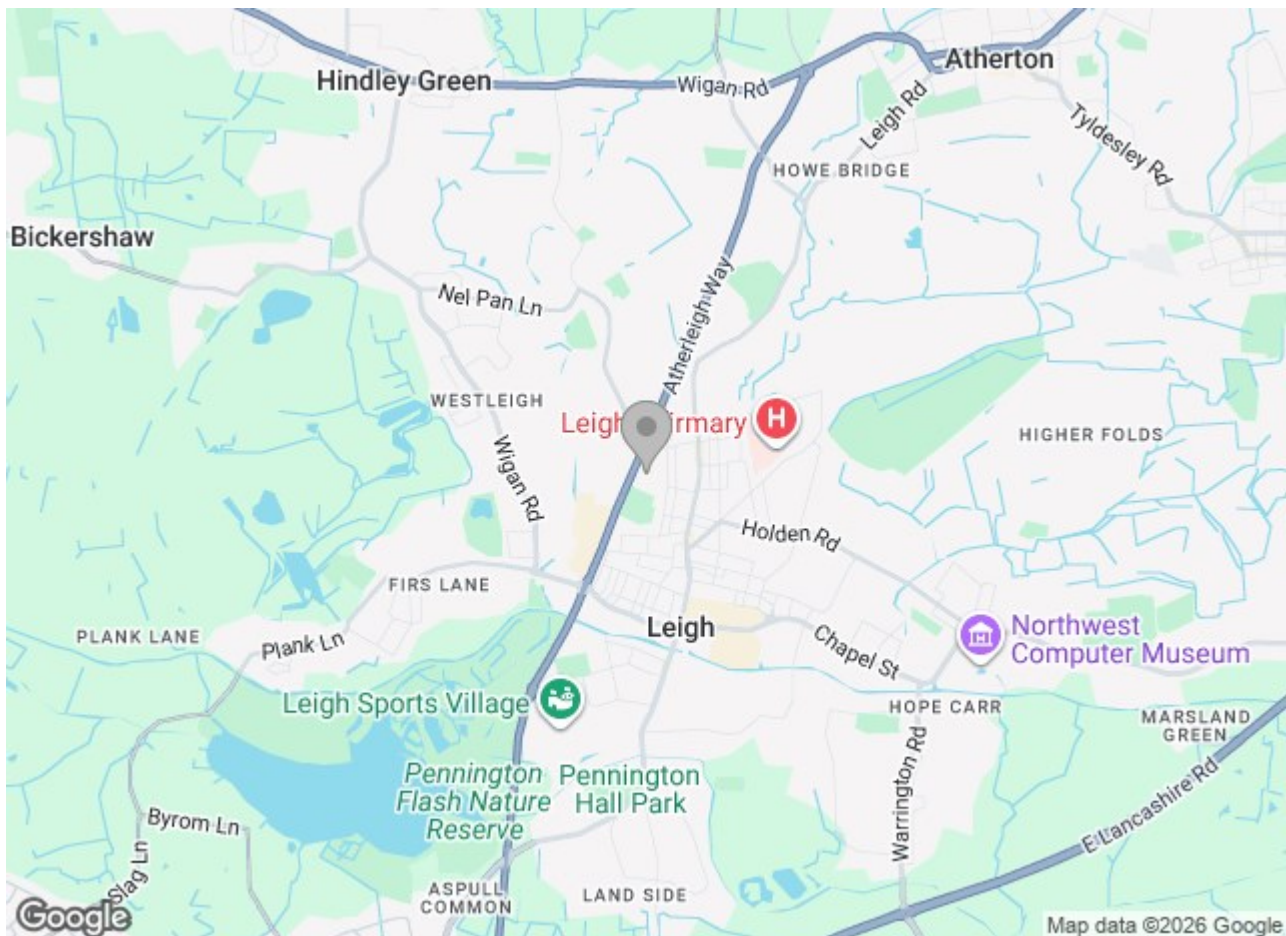 Atherton
Hindley Green
Wigan Rd
Leigh Rd
Tyldesley Rd
HOWE BRIDGE
Bickershaw
Nel Pan Ln
Atherleigh Way
WESTLEIGH
Leigh
HIGHER FOLDS
Wigan Rd
Holden Rd
FIRS LANE
PLANK LANE
Plank Ln
Leigh
Chapel St
Northwest
Computer Museum
Leigh Sports Village
HOPE CARR
MARSLAND
GREEN
Pennington
Flash Nature
Reserve
Pennington
Hall Park
Warrington Rd
E Lancashire Rd
Byrom Ln
Slag Ln
ASPULL
COMMON
LAND SIDE
Google
Map data ©2026 Google
H